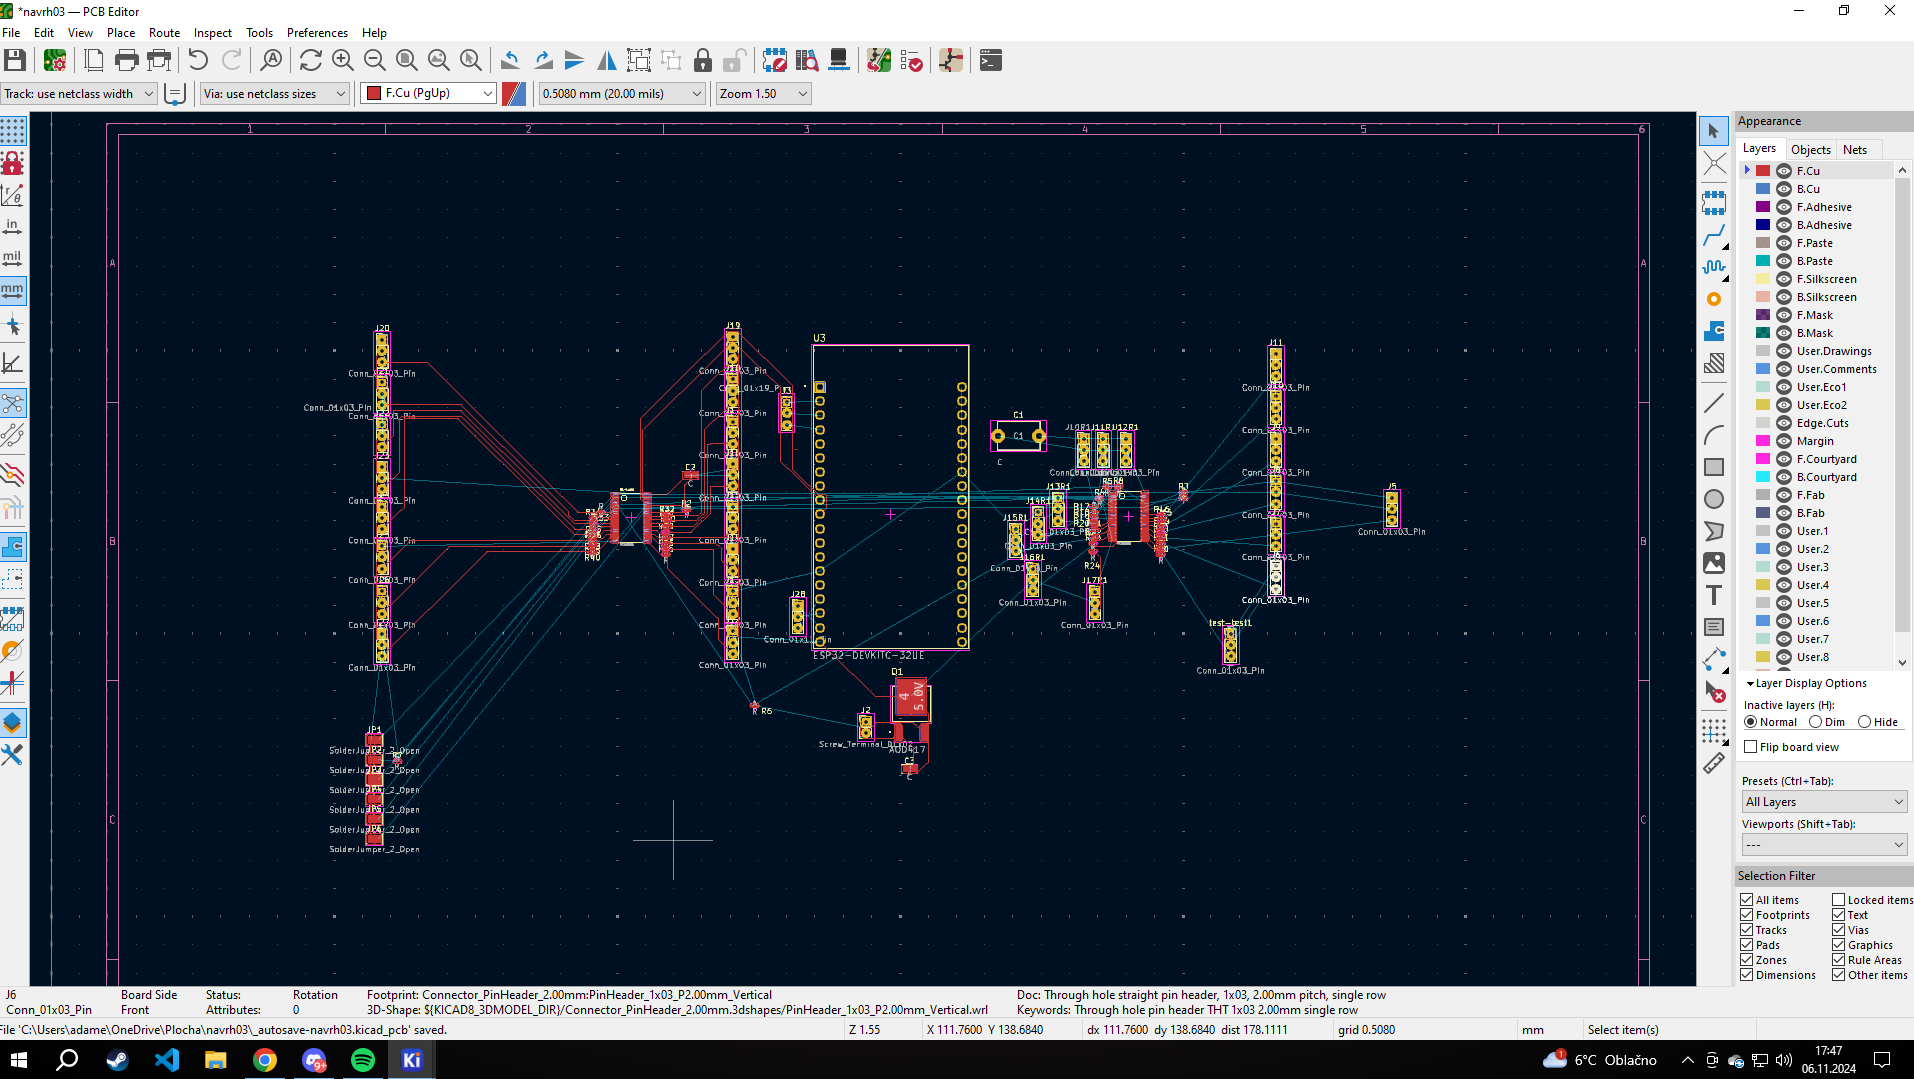 *navrh03 — PCB Editor
File Edit View Place Route Inspect Tools Preferences Help
Track: use netclass width
Via: use netclass sizes
F.Cu (PgUp)
0.5080 mm (20.00 mils)
Zoom 1.50
in
mil
mm
1 2 3 4 5 6
A A
B B
C C
J20
Conn_01x03_Pin
Conn_01x03_Pin
Conn_01x03_Pin
Conn_01x03_Pin
Conn_01x03_Pin
Conn_01x03_Pin
Conn_01x03_Pin
Conn_01x03_Pin
J19
Conn_01x03_Pin
Conn_01x03_Pin
Conn_01x03_Pin
Conn_01x03_Pin
Conn_01x03_Pin
Conn_01x03_Pin
Conn_01x03_Pin
Conn_01x03_Pin
C2
C
R32
R40
R
J28
U3
ESP32-DEVKITC-32UE
C1
C1
C
J13R1
J14R1
J15R1
Conn_01x03_Pin
J17R1
Conn_01x03_Pin
R24
R3
J11
Conn_01x03_Pin
Conn_01x03_Pin
Conn_01x03_Pin
Conn_01x03_Pin
Conn_01x03_Pin
Conn_01x03_Pin
J5
Conn_01x03_Pin
Conn_01x03_Pin
R6
D1
4
5.0V
J2
AOD417
C3
C
JP1
SolderJumper_2_Open
SolderJumper_2_Open
SolderJumper_2_Open
SolderJumper_2_Open
SolderJumper_2_Open
SolderJumper_2_Open
Appearance
Layers Objects Nets
F.Cu
B.Cu
F.Adhesive
B.Adhesive
F.Paste
B.Paste
F.Silkscreen
B.Silkscreen
F.Mask
B.Mask
User.Drawings
User.Comments
User.Eco1
User.Eco2
Edge.Cuts
Margin
F.Courtyard
B.Courtyard
F.Fab
B.Fab
User.1
User.2
User.3
User.4
User.5
User.6
User.7
User.8
Layer Display Options
Inactive layers (H):
Normal Dim Hide
Flip board view
Presets (Ctrl+Tab):
All Layers
Viewports (Shift+Tab):
---
Selection Filter
All items Locked items
Footprints Text
Tracks Vias
Pads Graphics
Zones Rule Areas
Dimensions Other items
J6 Board Side Status: Rotation Footprint: Connector_PinHeader_2.00mm:PinHeader_1x03_P2.00mm_Vertical Doc: Through hole straight pin header, 1x03, 2.00mm pitch, single row
Conn_01x03_Pin Front Attributes: 0 3D-Shape: ${KICAD8_3DMODEL_DIR}/Connector_PinHeader_2.00mm.3dshapes/PinHeader_1x03_P2.00mm_Vertical.wrl Keywords: Through hole pin header THT 1x03 2.00mm single row
File 'C:\Users\adame\OneDrive\Plocha\navrh03\_autosave-navrh03.kicad_pcb' saved. Z 1.55 X 111.7600 Y 138.6840 dx 111.7600 dy 138.6840 dist 178.1111 grid 0.5080 mm Select item(s)
9+
Ki
1
6°C Oblačno
17:47
06.11.2024